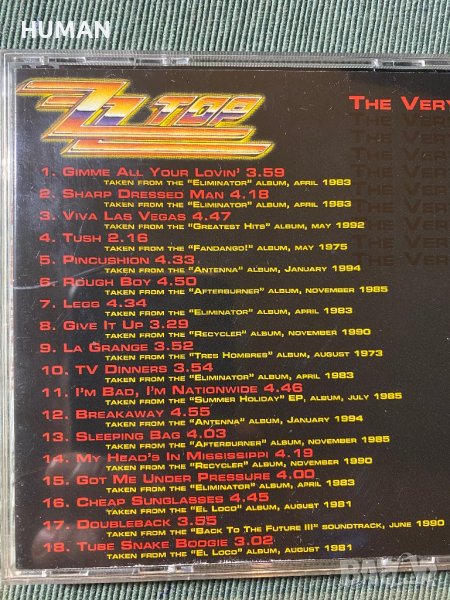 HUMAN
ZZ TOP
THE VERY
1. GIMME ALL YOUR LOVIN' 3.59
TAKEN FROM THE "ELIMINATOR" ALBUM, APRIL 1983
2. SHARP DRESSED MAN 4.18
TAKEN FROM THE "ELIMINATOR" ALBUM, APRIL 1983
3. VIVA LAS VEGAS 4.47
TAKEN FROM THE "GREATEST HITS" ALBUM, MAY 1992
4. TUSH 2.16
TAKEN FROM THE "FANDANGO!" ALBUM, MAY 1975
5. PINCUSHION 4.33
TAKEN FROM THE "ANTENNA" ALBUM, JANUARY 1994
6. ROUGH BOY 4.50
TAKEN FROM THE "AFTERBURNER" ALBUM, NOVEMBER 1985
7. LEGS 4.34
TAKEN FROM THE "ELIMINATOR" ALBUM, APRIL 1983
8. GIVE IT UP 3.29
TAKEN FROM THE "RECYCLER" ALBUM, NOVEMBER 1990
9. LA GRANGE 3.52
TAKEN FROM THE "TRES HOMBRES" ALBUM, AUGUST 1973
10. TV DINNERS 3.54
TAKEN FROM THE "ELIMINATOR" ALBUM, APRIL 1983
11. I'M BAD, I'M NATIONWIDE 4.46
TAKEN FROM THE "SUMMER HOLIDAY" EP, ALBUM, JULY 1985
12. BREAKAWAY 4.55
TAKEN FROM THE "ANTENNA" ALBUM, JANUARY 1994
13. SLEEPING BAG 4.03
TAKEN FROM THE "AFTERBURNER" ALBUM, NOVEMBER 1985
14. MY HEAD'S IN MISSISSIPPI 4.19
TAKEN FROM THE "RECYCLER" ALBUM, NOVEMBER 1990
15. GOT ME UNDER PRESSURE 4.00
TAKEN FROM THE "ELIMINATOR" ALBUM, APRIL 1983
16. CHEAP SUNGLASSES 4.45
TAKEN FROM THE "EL LOCO" ALBUM, AUGUST 1981
17. DOUBLEBACK 3.55
TAKEN FROM THE "BACK TO THE FUTURE III" SOUNDTRACK, JUNE 1990
18. TUBE SNAKE BOOGIE 3.02
TAKEN FROM THE "EL LOCO" ALBUM, AUGUST 1981